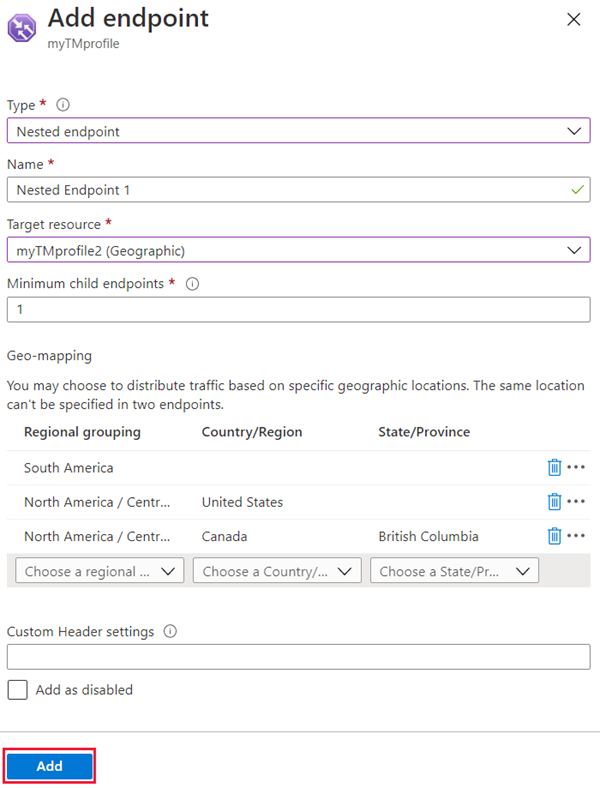 Add endpoint
myTMprofile
Type *
Nested endpoint
Name *
Nested Endpoint 1
Target resource *
myTMprofile2 (Geographic)
Minimum child endpoints *
1
Geo-mapping
You may choose to distribute traffic based on specific geographic locations. The same location
can't be specified in two endpoints.
Regional grouping Country/Region State/Province
South America
North America / Centr... United States
North America / Centr... Canada British Columbia
Choose a regional ... Choose a Country/... Choose a State/Pr...
Custom Header settings
Add as disabled
Add